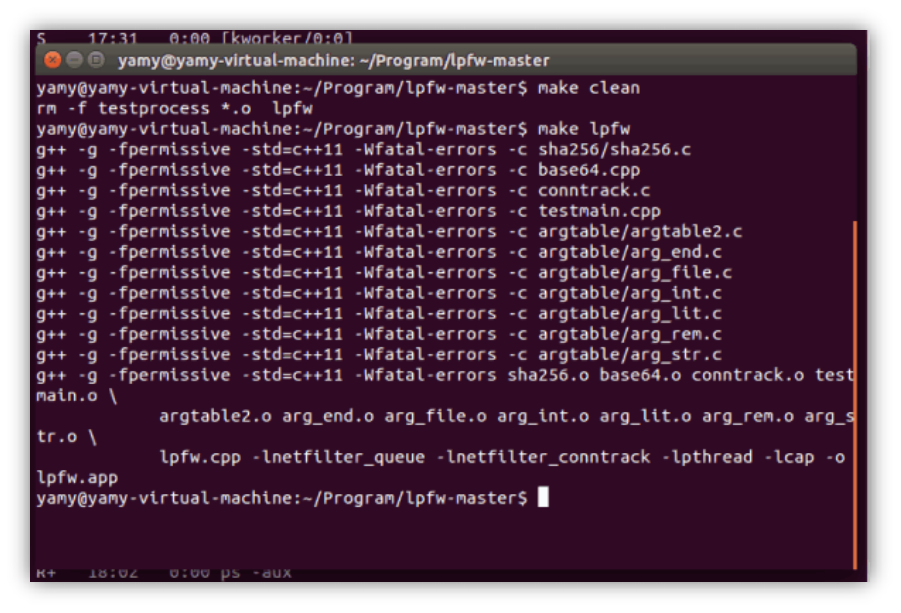 S    17:31   0:00 [kworker/0:0]
yamy@yamy-virtual-machine: ~/Program/lpfw-master
yamy@yamy-virtual-machine:~/Program/lpfw-master$ make clean
rm -f testprocess *.o  lpfw
yamy@yamy-virtual-machine:~/Program/lpfw-master$ make lpfw
g++ -g -fpermissive -std=c++11 -Wfatal-errors -c sha256/sha256.c
g++ -g -fpermissive -std=c++11 -Wfatal-errors -c base64.cpp
g++ -g -fpermissive -std=c++11 -Wfatal-errors -c conntrack.c
g++ -g -fpermissive -std=c++11 -Wfatal-errors -c testmain.cpp
g++ -g -fpermissive -std=c++11 -Wfatal-errors -c argtable/argtable2.c
g++ -g -fpermissive -std=c++11 -Wfatal-errors -c argtable/arg_end.c
g++ -g -fpermissive -std=c++11 -Wfatal-errors -c argtable/arg_file.c
g++ -g -fpermissive -std=c++11 -Wfatal-errors -c argtable/arg_int.c
g++ -g -fpermissive -std=c++11 -Wfatal-errors -c argtable/arg_lit.c
g++ -g -fpermissive -std=c++11 -Wfatal-errors -c argtable/arg_rem.c
g++ -g -fpermissive -std=c++11 -Wfatal-errors -c argtable/arg_str.c
g++ -g -fpermissive -std=c++11 -Wfatal-errors sha256.o base64.o conntrack.o test
main.o \
            argtable2.o arg_end.o arg_file.o arg_int.o arg_lit.o arg_rem.o arg_s
tr.o \
            lpfw.cpp -lnetfilter_queue -lnetfilter_conntrack -lpthread -lcap -o
lpfw.app
yamy@yamy-virtual-machine:~/Program/lpfw-master$
R+   18:02   0:00 ps -aux